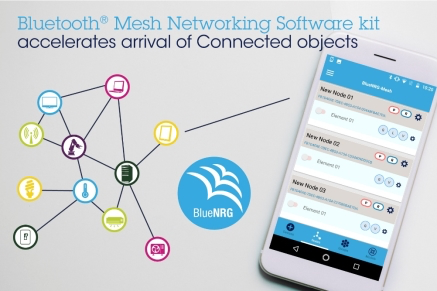 Bluetooth® Mesh Networking Software kit
accelerates arrival of Connected objects
BlueNRG
BlueNRG-Mesh
New Node 01
Element 01
New Node 02
Element 01
New Node 03
Element 01